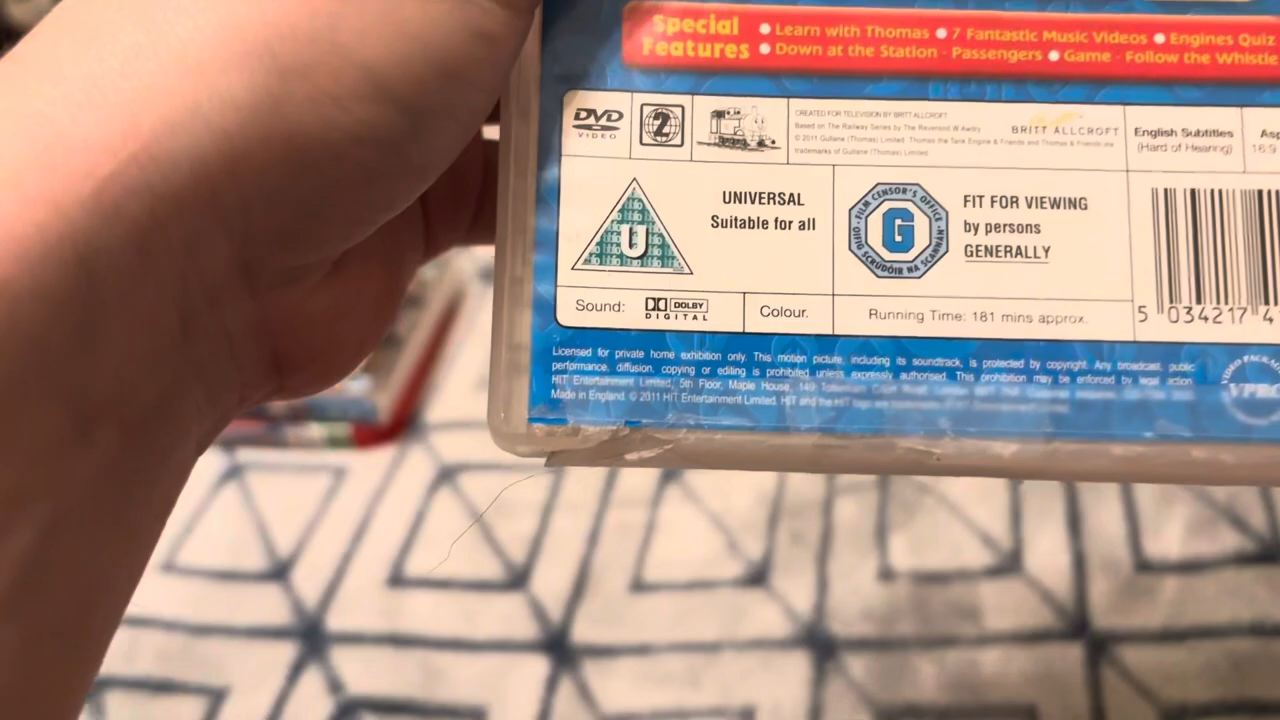 Special Features
● Learn with Thomas ● 7 Fantastic Music Videos ● Engines Quiz
● Down at the Station - Passengers ● Game - Follow the Whistle
DVD VIDEO
2
CREATED FOR TELEVISION BY BRITT ALLCROFT
Based on The Railway Series by The Reverend W Awdry
© 2011 Gullane (Thomas) Limited. Thomas the Tank Engine & Friends and Thomas & Friends are
trademarks of Gullane (Thomas) Limited.
BRITT ALLCROFT
English Subtitles
(Hard of Hearing)
16:9
U
UNIVERSAL
Suitable for all
FILM CENSOR'S OFFICE
OIFIG SCRÚDÓIR NA SCANNÁN
G
FIT FOR VIEWING
by persons
GENERALLY
Sound:
DOLBY
DIGITAL
Colour.
Running Time: 181 mins approx.
5 034217 4
Licensed for private home exhibition only. This motion picture, including its soundtrack, is protected by copyright. Any broadcast, public
performance, diffusion, copying or editing is prohibited unless expressly authorised. This prohibition may be enforced by legal action.
HIT Entertainment Limited, 5th Floor, Maple House, 149
Made in England. © 2011 HIT Entertainment Limited. HIT and the HIT logo are